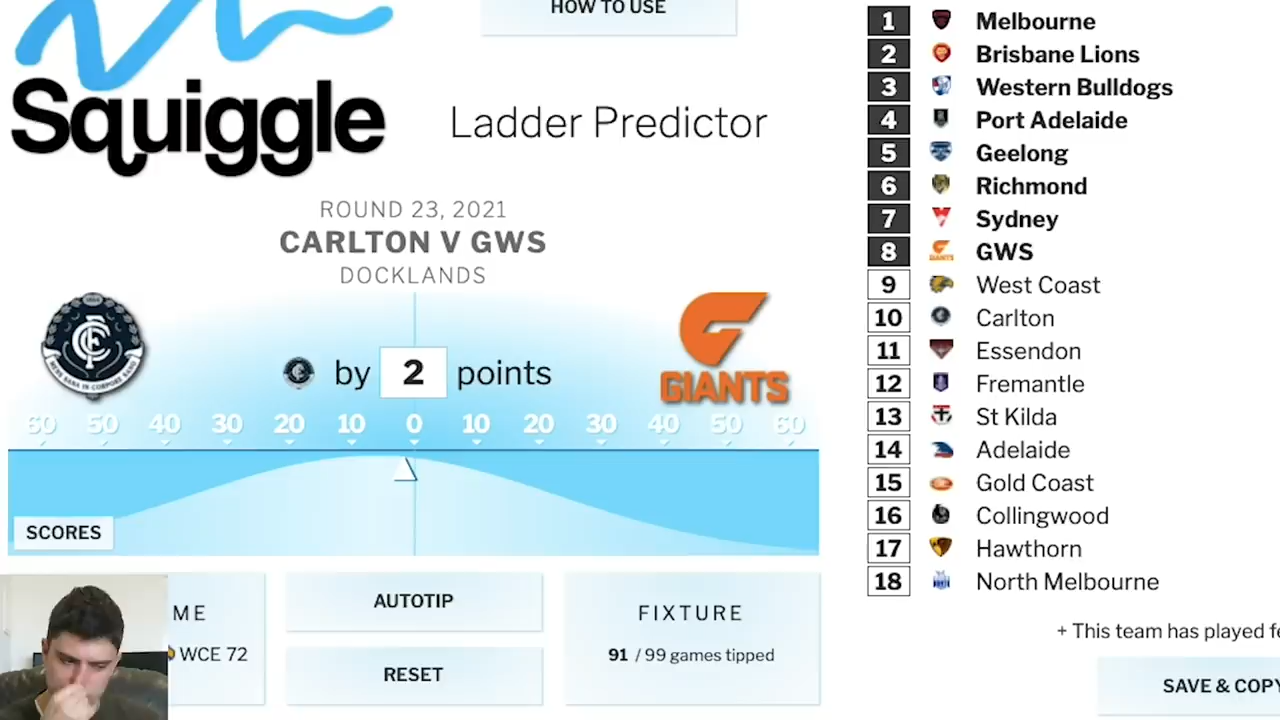 HOW TO USE
Squiggle
Ladder Predictor
ROUND 23, 2021
CARLTON V GWS
DOCKLANDS
GIANTS
by 2 points
60 50 40 30 20 10 0 10 20 30 40 50 60
SCORES
ME
WCE 72
AUTOTIP
RESET
FIXTURE
91 / 99 games tipped
1 Melbourne
2 Brisbane Lions
3 Western Bulldogs
4 Port Adelaide
5 Geelong
6 Richmond
7 Sydney
8 GWS
9 West Coast
10 Carlton
11 Essendon
12 Fremantle
13 St Kilda
14 Adelaide
15 Gold Coast
16 Collingwood
17 Hawthorn
18 North Melbourne
+ This team has played fe
SAVE & COPY